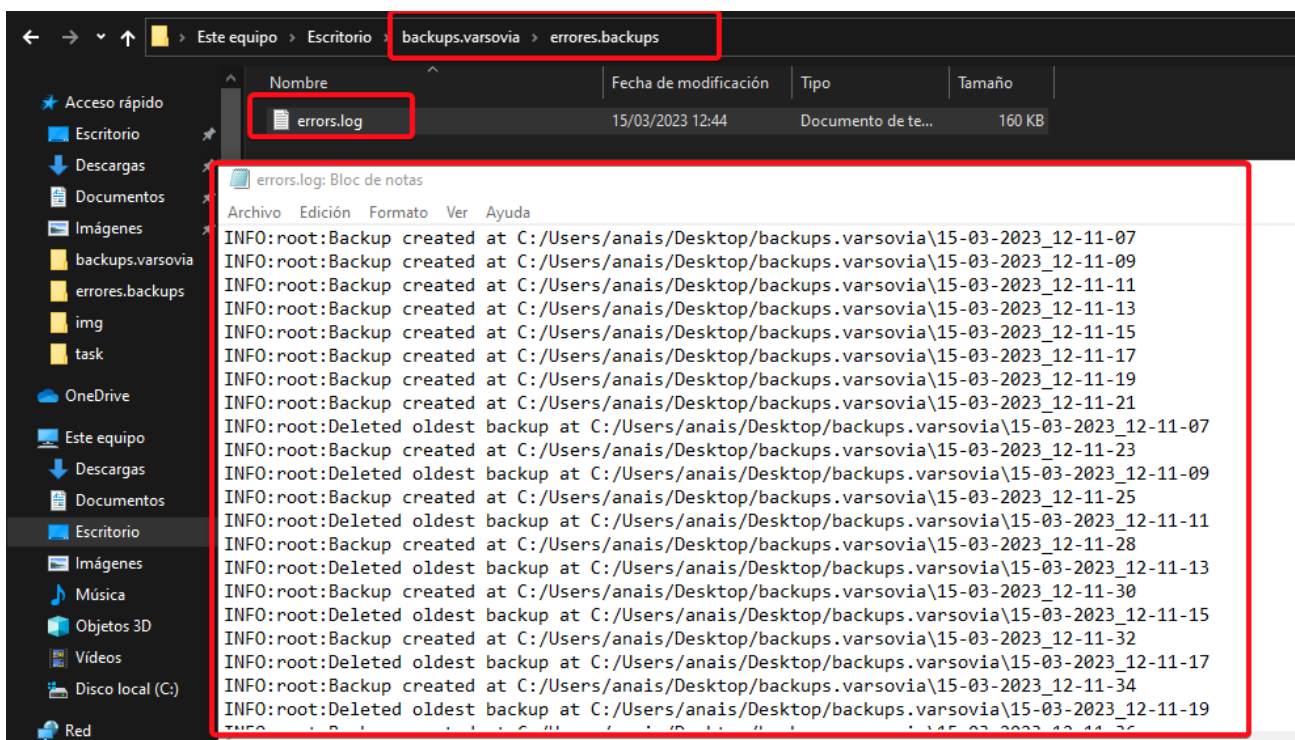 Este equipo > Escritorio > backups.varsovia > errores.backups
Nombre Fecha de modificación Tipo Tamaño
errors.log 15/03/2023 12:44 Documento de te... 160 KB
Acceso rápido
Escritorio
Descargas
Documentos
Imágenes
backups.varsovia
errores.backups
img
task
OneDrive
Este equipo
Descargas
Documentos
Escritorio
Imágenes
Música
Objetos 3D
Vídeos
Disco local (C:)
Red
errors.log: Bloc de notas
Archivo Edición Formato Ver Ayuda
INFO:root:Backup created at C:/Users/anais/Desktop/backups.varsovia\15-03-2023_12-11-07
INFO:root:Backup created at C:/Users/anais/Desktop/backups.varsovia\15-03-2023_12-11-09
INFO:root:Backup created at C:/Users/anais/Desktop/backups.varsovia\15-03-2023_12-11-11
INFO:root:Backup created at C:/Users/anais/Desktop/backups.varsovia\15-03-2023_12-11-13
INFO:root:Backup created at C:/Users/anais/Desktop/backups.varsovia\15-03-2023_12-11-15
INFO:root:Backup created at C:/Users/anais/Desktop/backups.varsovia\15-03-2023_12-11-17
INFO:root:Backup created at C:/Users/anais/Desktop/backups.varsovia\15-03-2023_12-11-19
INFO:root:Backup created at C:/Users/anais/Desktop/backups.varsovia\15-03-2023_12-11-21
INFO:root:Deleted oldest backup at C:/Users/anais/Desktop/backups.varsovia\15-03-2023_12-11-07
INFO:root:Backup created at C:/Users/anais/Desktop/backups.varsovia\15-03-2023_12-11-23
INFO:root:Deleted oldest backup at C:/Users/anais/Desktop/backups.varsovia\15-03-2023_12-11-09
INFO:root:Backup created at C:/Users/anais/Desktop/backups.varsovia\15-03-2023_12-11-25
INFO:root:Deleted oldest backup at C:/Users/anais/Desktop/backups.varsovia\15-03-2023_12-11-11
INFO:root:Backup created at C:/Users/anais/Desktop/backups.varsovia\15-03-2023_12-11-28
INFO:root:Deleted oldest backup at C:/Users/anais/Desktop/backups.varsovia\15-03-2023_12-11-13
INFO:root:Backup created at C:/Users/anais/Desktop/backups.varsovia\15-03-2023_12-11-30
INFO:root:Deleted oldest backup at C:/Users/anais/Desktop/backups.varsovia\15-03-2023_12-11-15
INFO:root:Backup created at C:/Users/anais/Desktop/backups.varsovia\15-03-2023_12-11-32
INFO:root:Deleted oldest backup at C:/Users/anais/Desktop/backups.varsovia\15-03-2023_12-11-17
INFO:root:Backup created at C:/Users/anais/Desktop/backups.varsovia\15-03-2023_12-11-34
INFO:root:Deleted oldest backup at C:/Users/anais/Desktop/backups.varsovia\15-03-2023_12-11-19